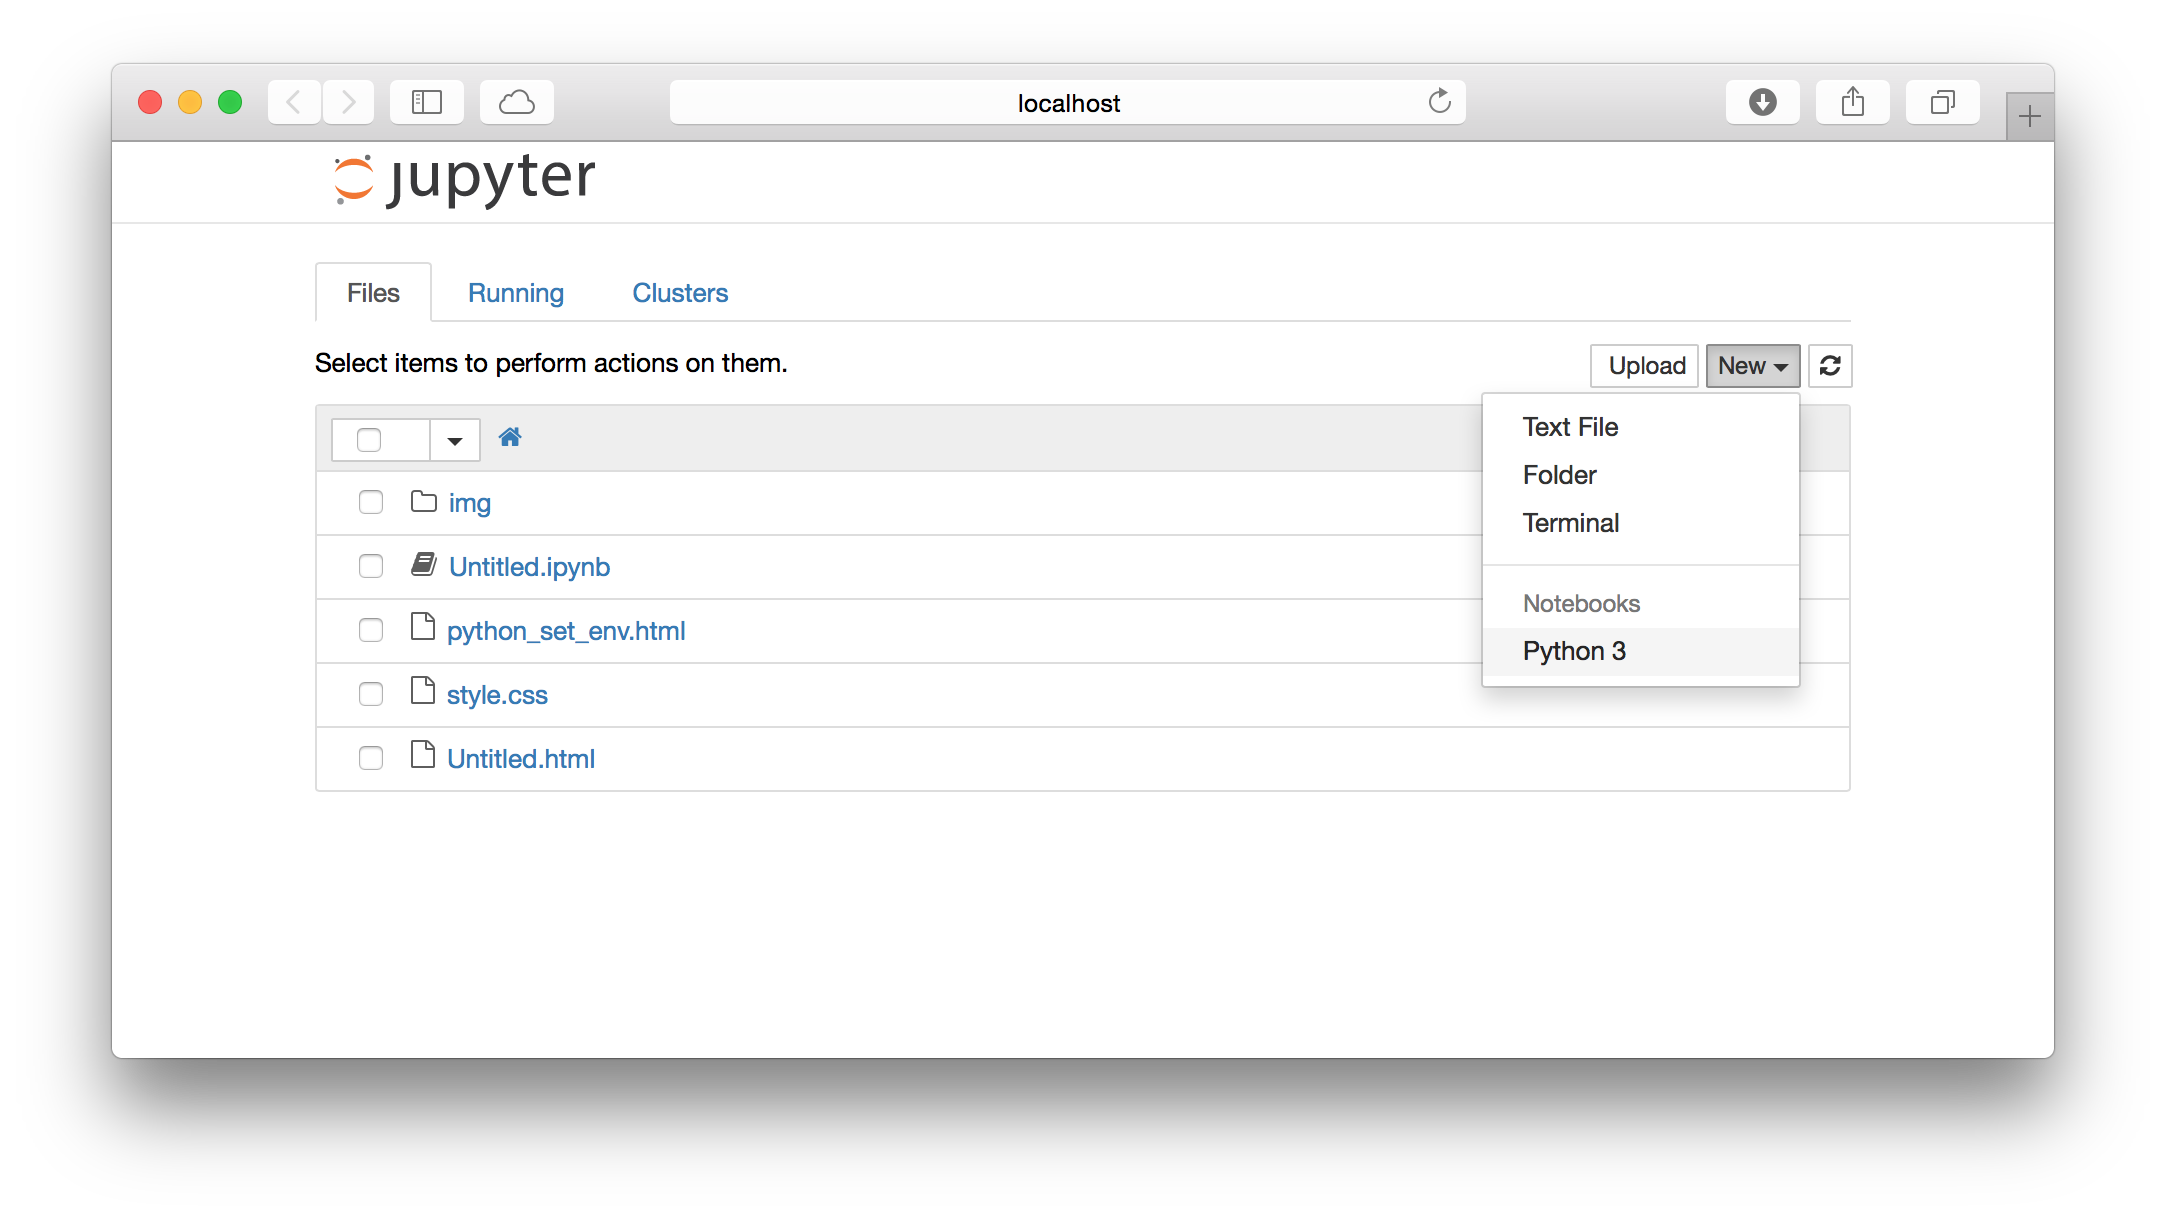 localhost
jupyter
Files Running Clusters
Select items to perform actions on them.
Upload New
Text File
Folder
Terminal
Notebooks
Python 3
img
Untitled.ipynb
python_set_env.html
style.css
Untitled.html